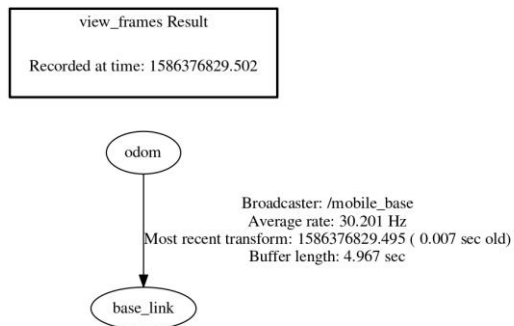 view_frames Result
Recorded at time: 1586376829.502
odom
Broadcaster: /mobile_base
Average rate: 30.201 Hz
Most recent transform: 1586376829.495 ( 0.007 sec old)
Buffer length: 4.967 sec
base_link